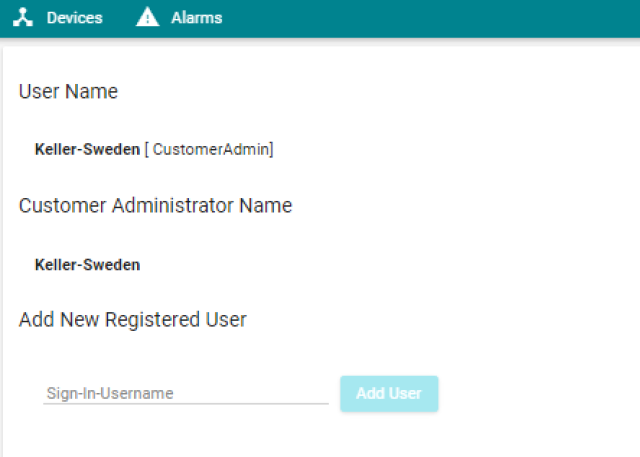 Devices Alarms
User Name
Keller-Sweden [ CustomerAdmin]
Customer Administrator Name
Keller-Sweden
Add New Registered User
Sign-In-Username Add User